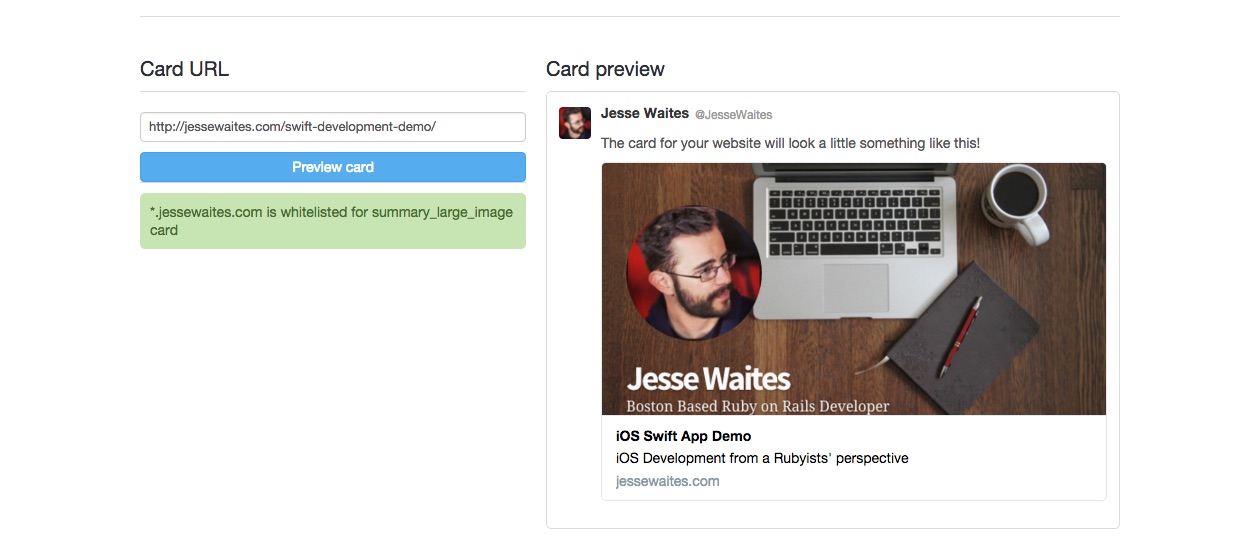 Card URL
http://jessewaites.com/swift-development-demo/
Preview card
*.jessewaites.com is whitelisted for summary_large_image
card
Card preview
Jesse Waites @JesseWaites
The card for your website will look a little something like this!
Jesse Waites
Boston Based Ruby on Rails Developer
iOS Swift App Demo
iOS Development from a Rubyists' perspective
jessewaites.com